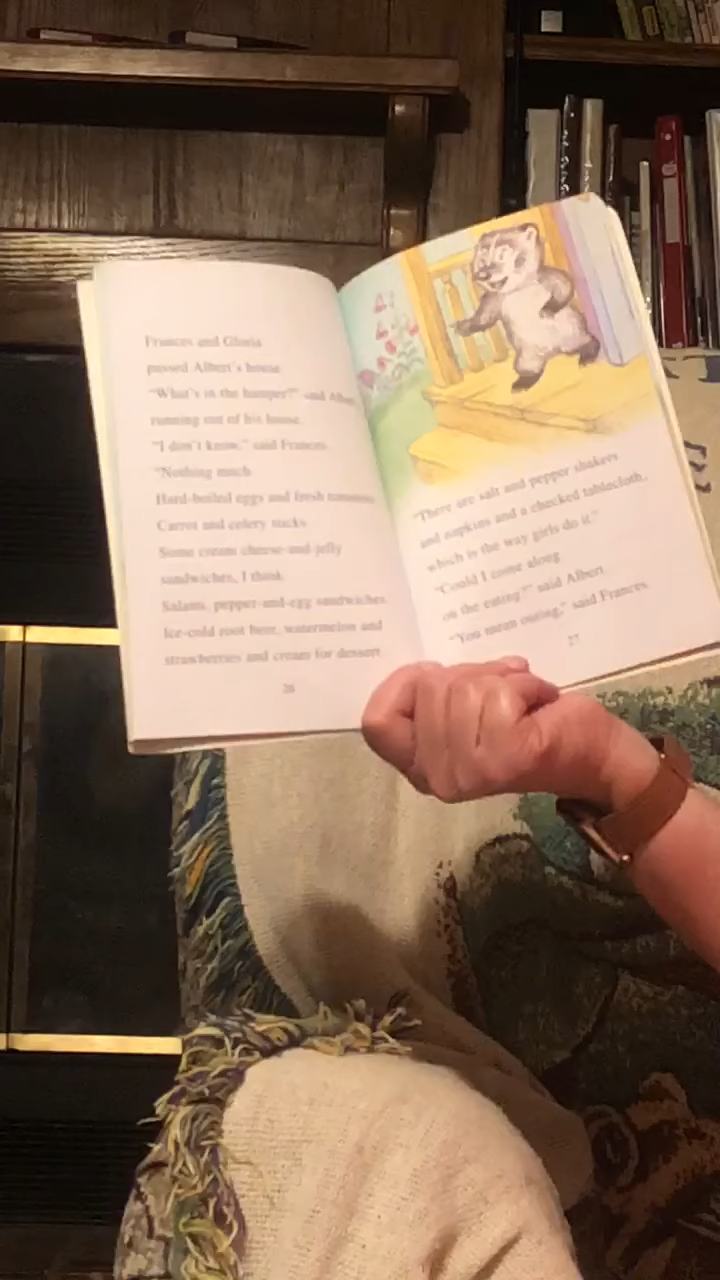 Frances and Gloria
passed Albert's house.
"What's in the hamper?" said Albert,
running out of his house.
"I don't know," said Frances.
"Nothing much.
Hard-boiled eggs and fresh tomatoes.
Carrot and celery sticks.
Some cream cheese-and-jelly
sandwiches, I think.
Salami, pepper-and-egg sandwiches.
Ice-cold root beer, watermelon and
strawberries and cream for dessert.
26
"There are salt and pepper shakers
and napkins and a checked tablecloth,
which is the way girls do it."
"Could I come along
on the outing?" said Albert.
"You mean outing," said Frances.
27